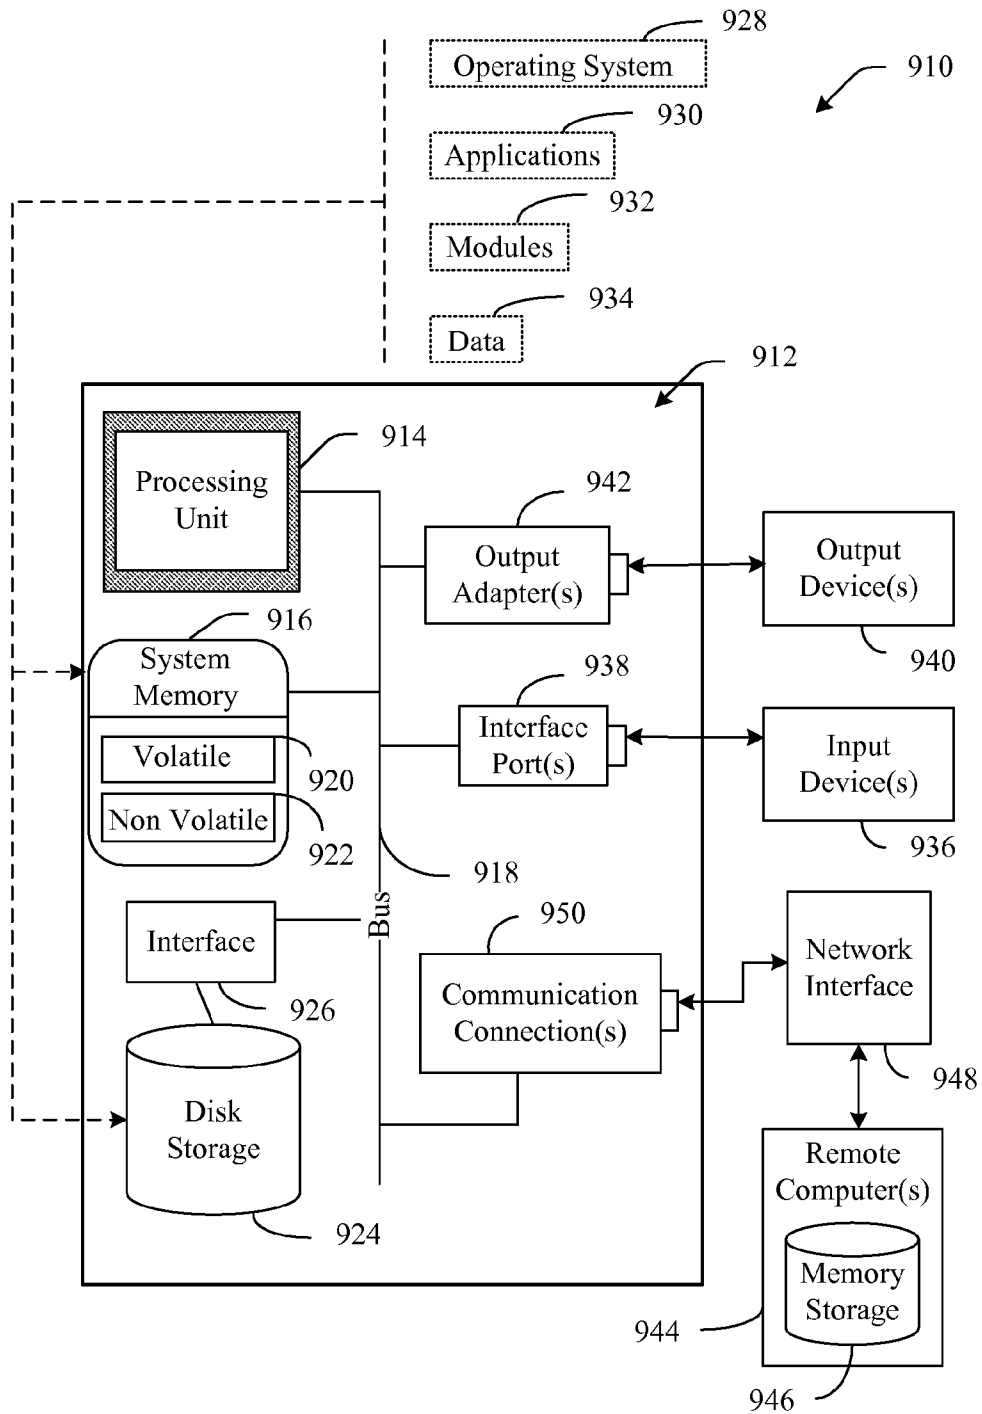 928
Operating System
910
930
Applications
932
Modules
934
Data
912
914
Processing
Unit
942
Output
Adapter(s)
Output
Device(s)
940
916
System
Memory
938
Interface
Port(s)
Input
Device(s)
936
Volatile
920
Non Volatile
922
918
Bus
Interface
926
950
Communication
Connection(s)
Network
Interface
948
Disk
Storage
924
Remote
Computer(s)
Memory
Storage
944
946